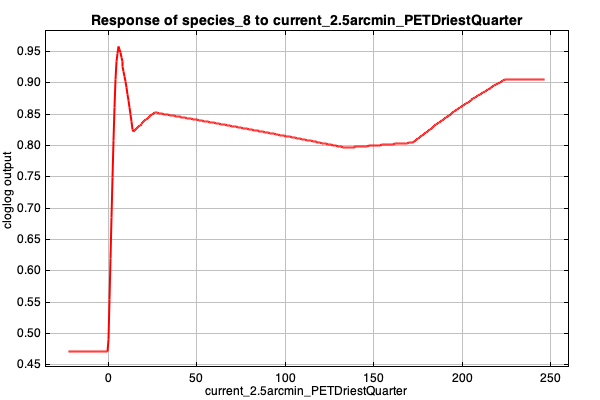 Response of species_8 to current_2.5arcmin_PETDriestQuarter
cloglog output
0.95
0.90
0.85
0.80
0.75
0.70
0.65
0.60
0.55
0.50
0.45
0 50 100 150 200 250
current_2.5arcmin_PETDriestQuarter